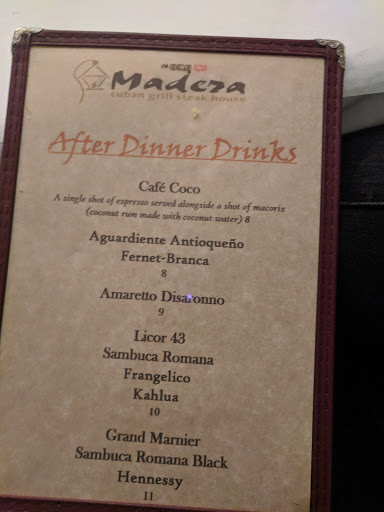 Madera
cuban grill steak house
After Dinner Drinks
Café Coco
A single shot of espresso served alongside a shot of macorix
(coconut rum made with coconut water) 8
Aguardiente Antioqueño
Fernet-Branca
8
Amaretto Disaronno
9
Licor 43
Sambuca Romana
Frangelico
Kahlua
10
Grand Marnier
Sambuca Romana Black
Hennessy
11